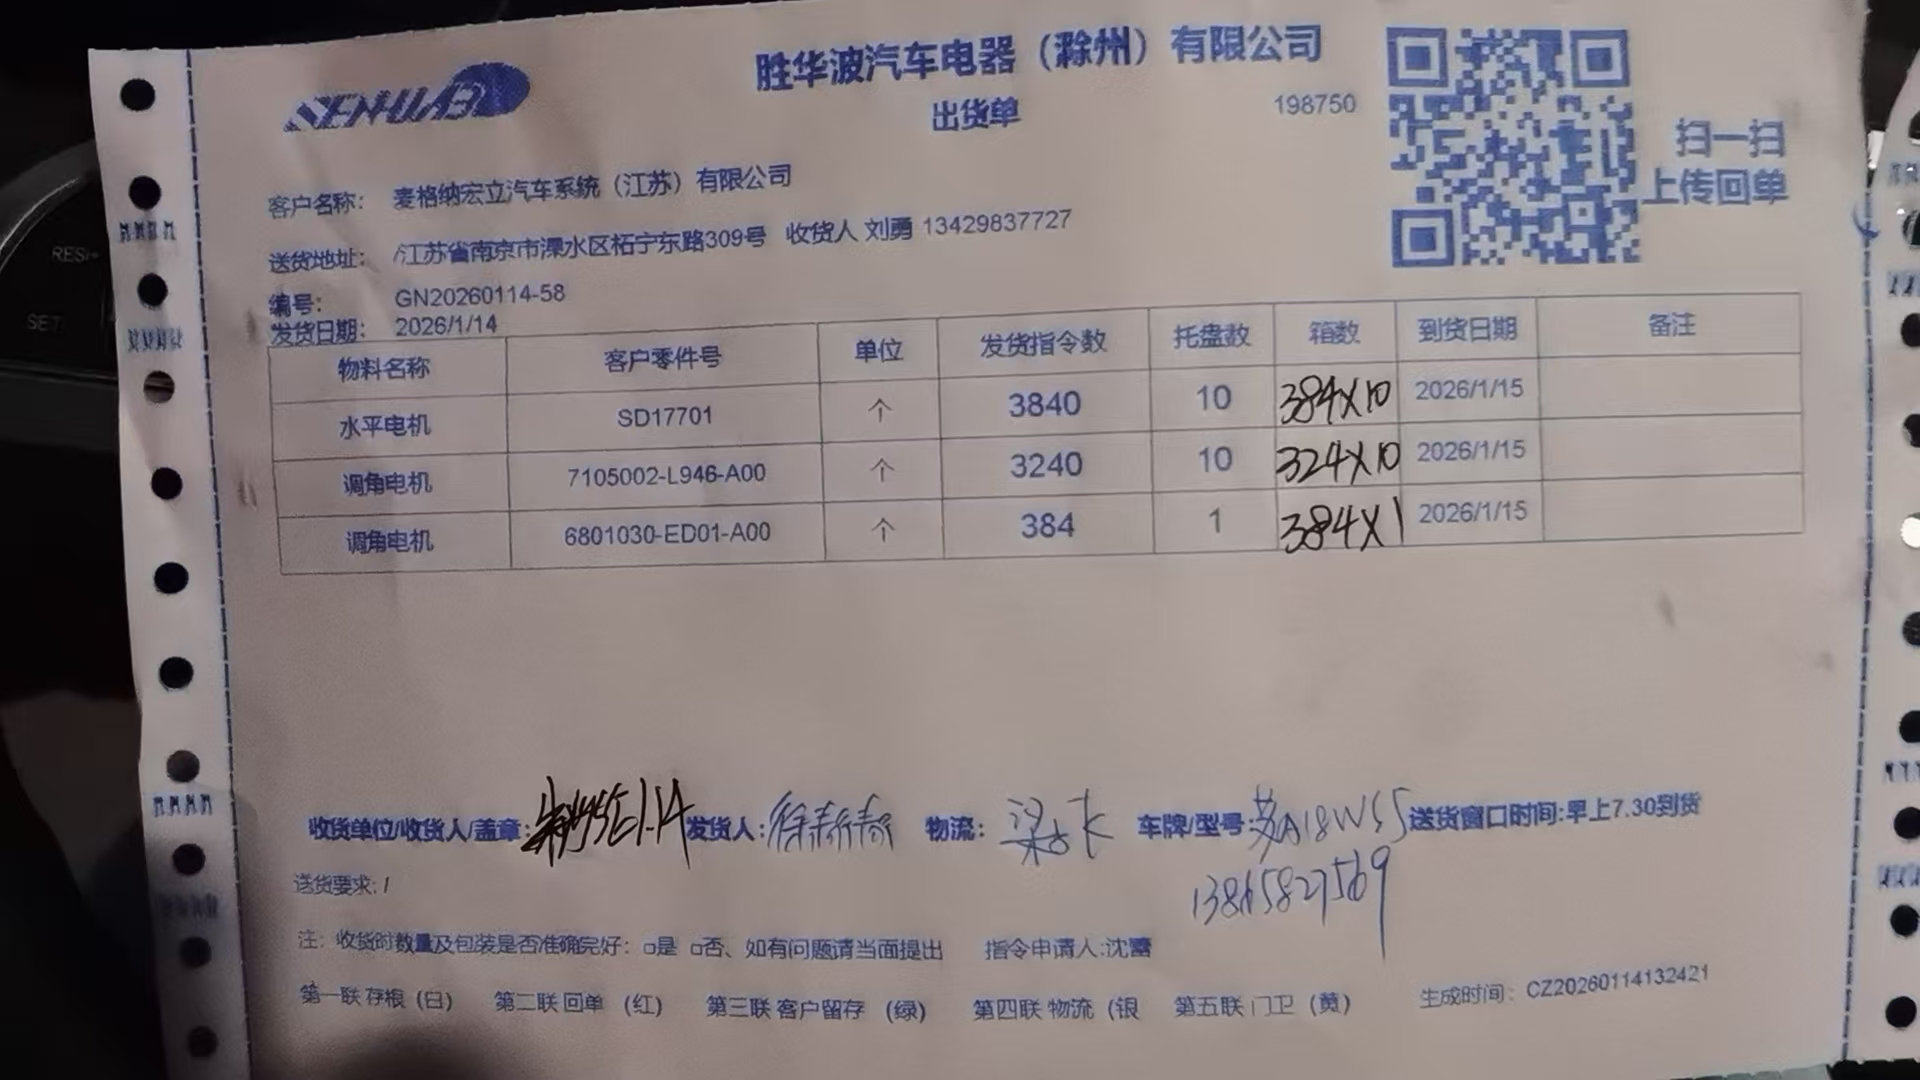 SENHUABO
胜华波汽车电器（滁州）有限公司
出货单
198750
扫一扫
上传回单
客户名称： 麦格纳宏立汽车系统（江苏）有限公司
送货地址： /江苏省南京市溧水区柘宁东路309号 收货人 刘勇 13429837727
编号： GN20260114-58
发货日期： 2026/1/14
物料名称 客户零件号 单位 发货指令数 托盘数 箱数 到货日期 备注
水平电机 SD17701 个 3840 10 384X10 2026/1/15
调角电机 7105002-L946-A00 个 3240 10 324X10 2026/1/15
调角电机 6801030-ED01-A00 个 384 1 384X1 2026/1/15
收货单位/收货人/盖章： 1.14 发货人： 物流： 车牌/型号： 苏A18W55 送货窗口时间:早上7.30到货
13865827569
送货要求: /
注： 收货时数量及包装是否准确完好：□是 □否、如有问题请当面提出 指令申请人:沈蕾
第一联 存根（白） 第二联 回单 （红） 第三联 客户留存 （绿） 第四联 物流（银 第五联 门卫（黄） 生成时间： CZ20260114132421
RES/+
SET